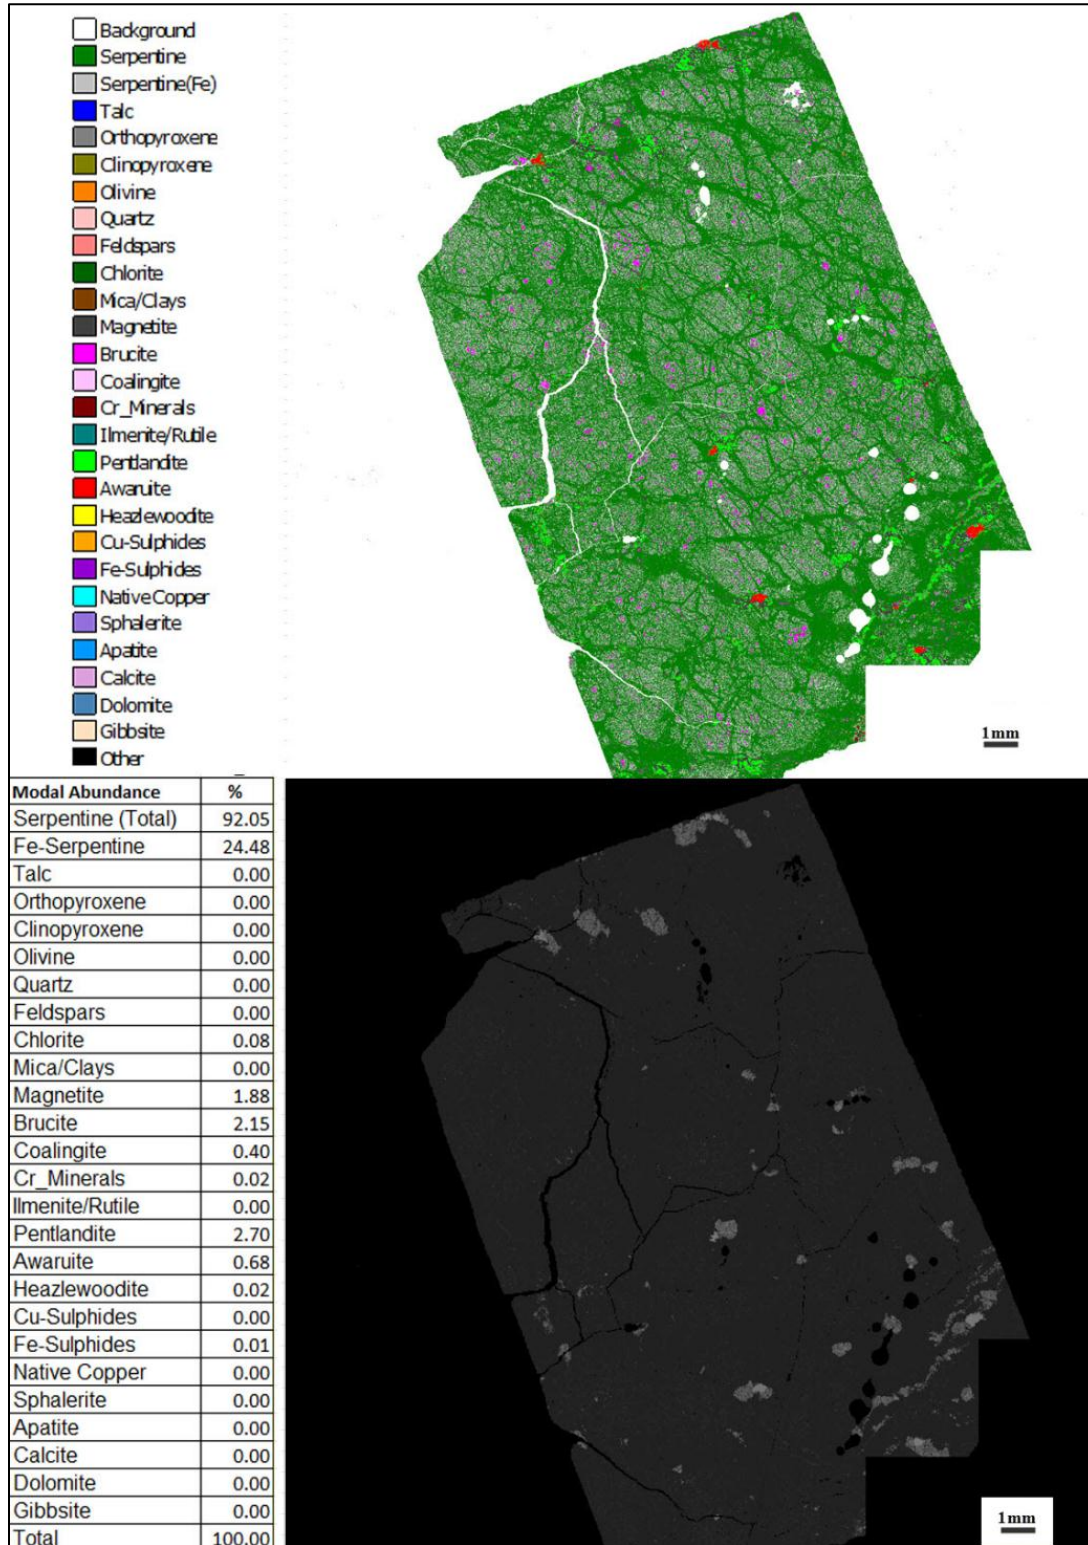 Background
Serpentine
Serpentine(Fe)
Talc
Orthopyroxene
Clinopyroxene
Olivine
Quartz
Feldspars
Chlorite
Mica/Clays
Magnetite
Brucite
Coalingite
Cr_Minerals
Ilmenite/Rutile
Pentlandite
Awaruite
Heazlewoodite
Cu-Sulphides
Fe-Sulphides
Native Copper
Sphalerite
Apatite
Calcite
Dolomite
Gibbsite
Other
1mm
Modal Abundance %
Serpentine (Total) 92.05
Fe-Serpentine 24.48
Talc 0.00
Orthopyroxene 0.00
Clinopyroxene 0.00
Olivine 0.00
Quartz 0.00
Feldspars 0.00
Chlorite 0.08
Mica/Clays 0.00
Magnetite 1.88
Brucite 2.15
Coalingite 0.40
Cr_Minerals 0.02
Ilmenite/Rutile 0.00
Pentlandite 2.70
Awaruite 0.68
Heazlewoodite 0.02
Cu-Sulphides 0.00
Fe-Sulphides 0.01
Native Copper 0.00
Sphalerite 0.00
Apatite 0.00
Calcite 0.00
Dolomite 0.00
Gibbsite 0.00
Total 100.00
1mm